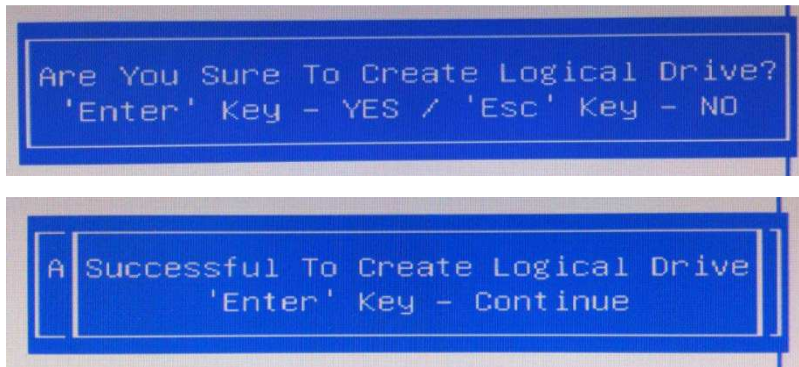 Are You Sure To Create Logical Drive?
'Enter' Key - YES / 'Esc' Key - NO
A Successful To Create Logical Drive
'Enter' Key - Continue